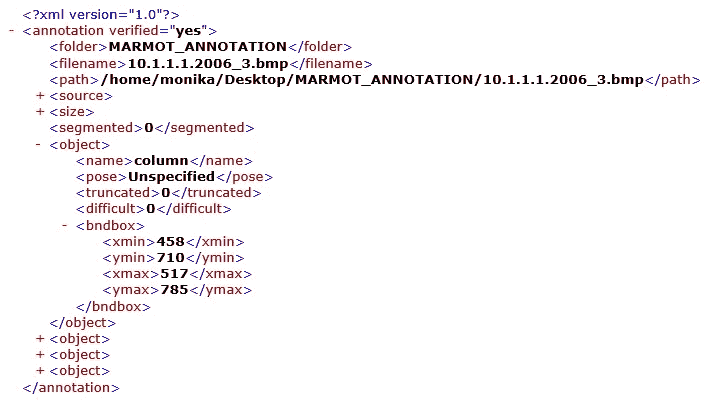 <?xml version="1.0"?>
- <annotation verified="yes">
<folder>MARMOT_ANNOTATION</folder>
<filename>10.1.1.1.2006_3.bmp</filename>
<path>/home/monika/Desktop/MARMOT_ANNOTATION/10.1.1.1.2006_3.bmp</path>
+ <source>
+ <size>
<segmented>0</segmented>
- <object>
<name>column</name>
<pose>Unspecified</pose>
<truncated>0</truncated>
<difficult>0</difficult>
- <bndbox>
<xmin>458</xmin>
<ymin>710</ymin>
<xmax>517</xmax>
<ymax>785</ymax>
</bndbox>
</object>
+ <object>
+ <object>
+ <object>
</annotation>